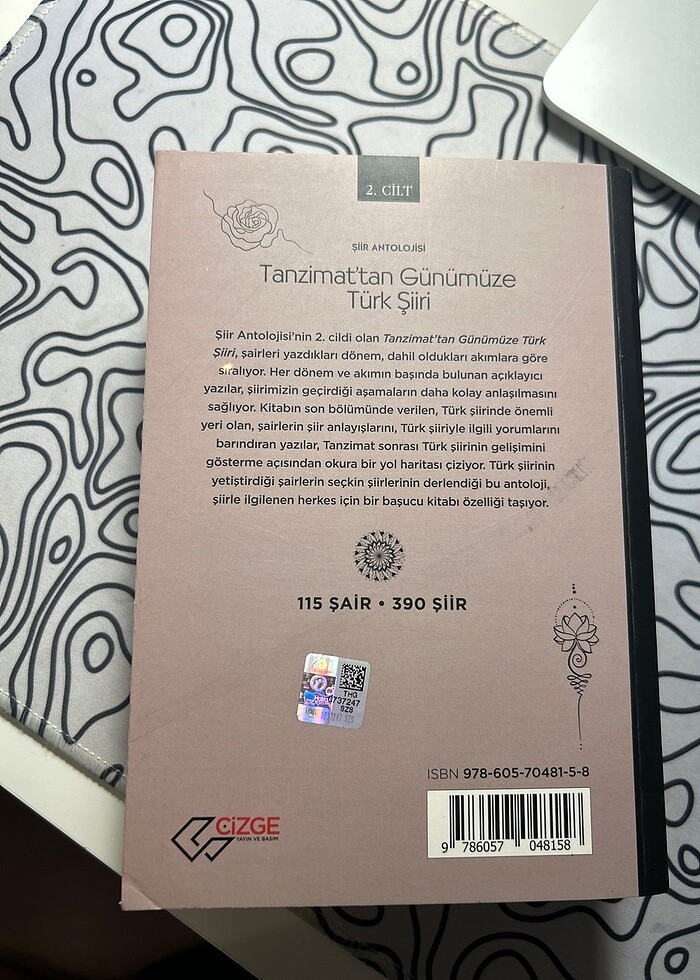 2. CİLT
ŞİİR ANTOLOJİSİ
Tanzimat'tan Günümüze
Türk Şiiri
Şiir Antolojisi'nin 2. cildi olan Tanzimat'tan Günümüze Türk
Şiiri, şairleri yazdıkları dönem, dahil oldukları akımlara göre
sıralıyor. Her dönem ve akımın başında bulunan açıklayıcı
yazılar, şiirimizin geçirdiği aşamaların daha kolay anlaşılmasını
sağlıyor. Kitabın son bölümünde verilen, Türk şiirinde önemli
yeri olan, şairlerin şiir anlayışlarını, Türk şiiriyle ilgili yorumlarını
barındıran yazılar, Tanzimat sonrası Türk şiirinin gelişimini
gösterme açısından okura bir yol haritası çiziyor. Türk şiirinin
yetiştirdiği şairlerin seçkin şiirlerinin derlendiği bu antoloji,
şiirle ilgilenen herkes için bir başucu kitabı özelliği taşıyor.
115 ŞAİR • 390 ŞİİR
THG
0737247
SZS
ISBN 978-605-70481-5-8
9 786057 048158
ÇİZGE
YAYIN VE BASIM